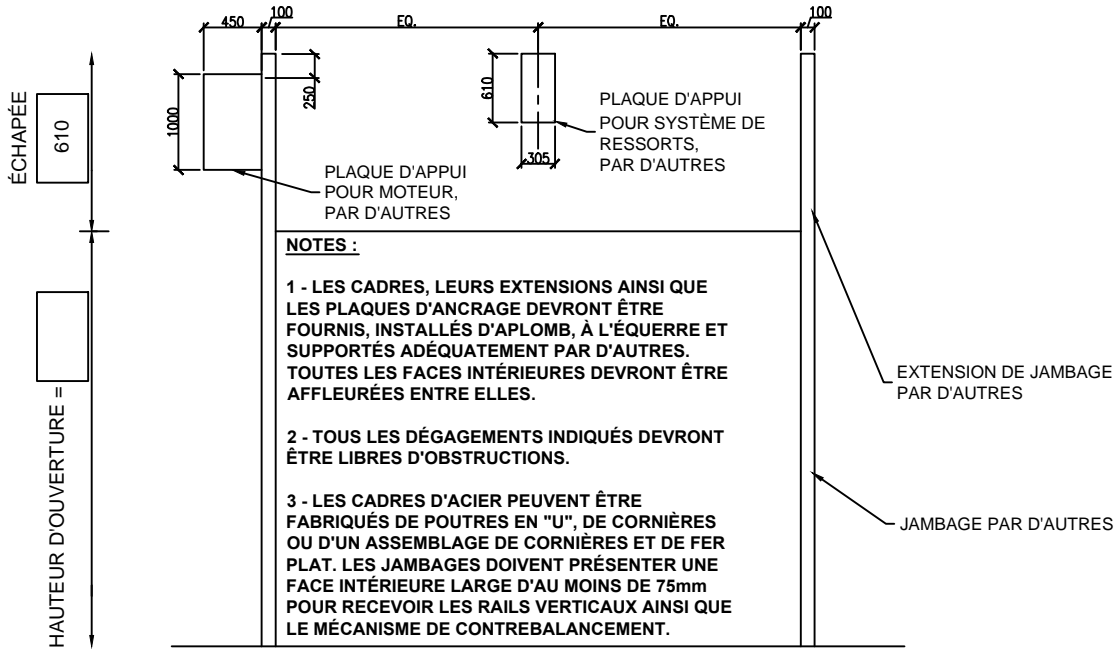 100
450
EQ.
EQ.
100
ÉCHAPÉE
610
1000
250
610
305
PLAQUE D'APPUI
POUR SYSTÈME DE
RESSORTS,
PAR D'AUTRES
PLAQUE D'APPUI
POUR MOTEUR,
PAR D'AUTRES
NOTES :
1 - LES CADRES, LEURS EXTENSIONS AINSI QUE
LES PLAQUES D'ANCRAGE DEVRONT ÊTRE
FOURNIS, INSTALLÉS D'APLOMB, À L'ÉQUERRE ET
SUPPORTÉS ADÉQUATEMENT PAR D'AUTRES.
TOUTES LES FACES INTÉRIEURES DEVRONT ÊTRE
AFFLEURÉES ENTRE ELLES.
2 - TOUS LES DÉGAGEMENTS INDIQUÉS DEVRONT
ÊTRE LIBRES D'OBSTRUCTIONS.
3 - LES CADRES D'ACIER PEUVENT ÊTRE
FABRIQUÉS DE POUTRES EN "U", DE CORNIÈRES
OU D'UN ASSEMBLAGE DE CORNIÈRES ET DE FER
PLAT. LES JAMBAGES DOIVENT PRÉSENTER UNE
FACE INTÉRIEURE LARGE D'AU MOINS DE 75mm
POUR RECEVOIR LES RAILS VERTICAUX AINSI QUE
LE MÉCANISME DE CONTREBALANCEMENT.
EXTENSION DE JAMBAGE
PAR D'AUTRES
JAMBAGE PAR D'AUTRES
HAUTEUR D'OUVERTURE =